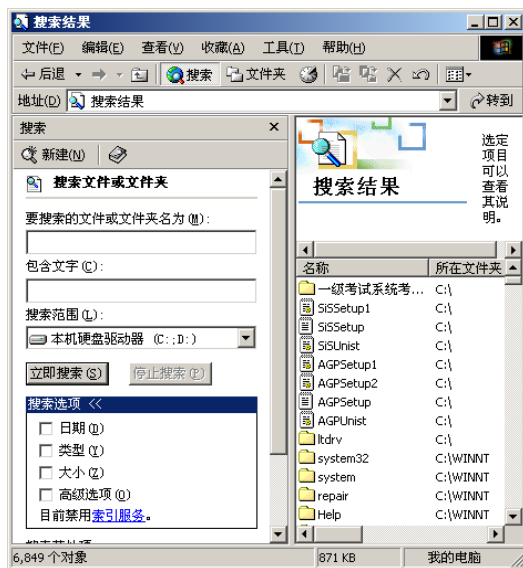 搜索结果
文件(F) 编辑(E) 查看(V) 收藏(A) 工具(T) 帮助(H)
后退 搜索 文件夹
地址(D) 搜索结果 转到
搜索
新建(N)
搜索文件或文件夹
要搜索的文件或文件夹名为(M):
包含文字(C):
搜索范围(L):
本机硬盘驱动器 (C:;D:)
立即搜索(S) 停止搜索(P)
搜索选项 <<
日期(D)
类型(Y)
大小(Z)
高级选项(O)
目前禁用索引服务。
搜索结果
选定
项目
可以
查看
其说
明。
名称 所在文件夹
一级考试系统考... C:\
SiSSetup1 C:\
SiSSetup C:\
SiSUnist C:\
AGPSetup1 C:\
AGPSetup2 C:\
AGPSetup C:\
AGPUnist C:\
ltdrv C:\
system32 C:\WINNT
system C:\WINNT
repair C:\WINNT
Help C:\WINNT
6,849 个对象 871 KB 我的电脑